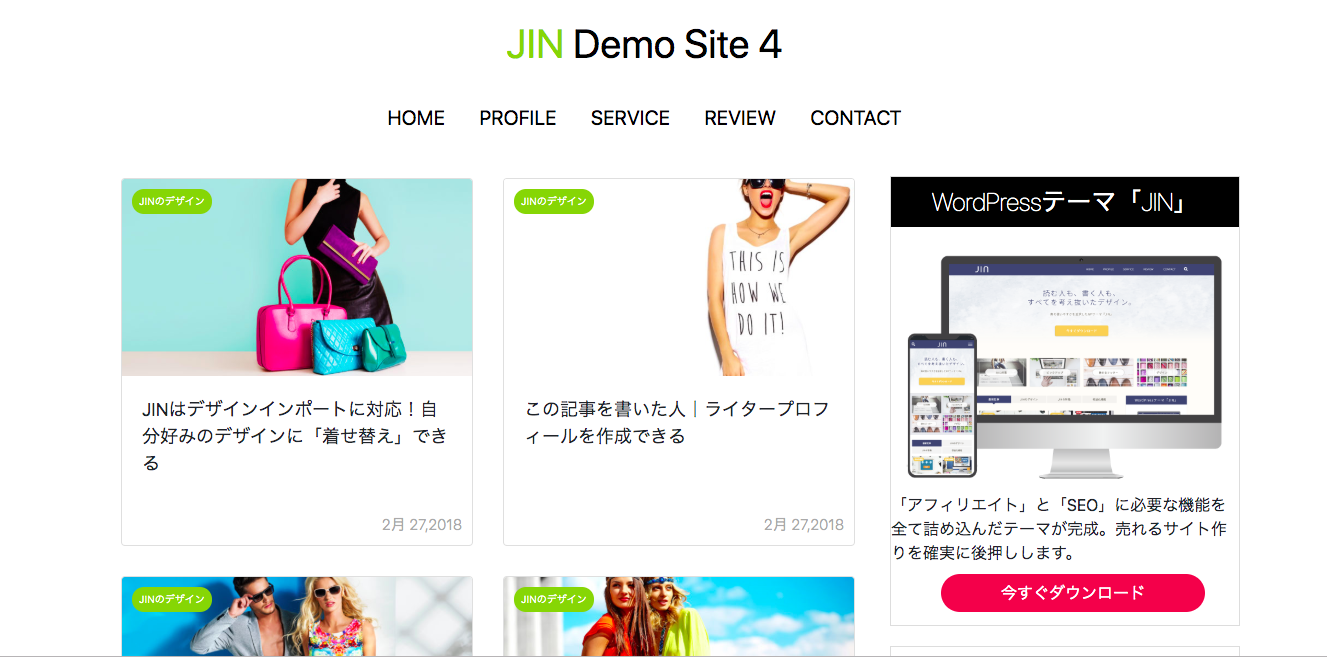 JIN Demo Site 4
HOME PROFILE SERVICE REVIEW CONTACT
JINのデザイン
JINはデザインインポートに対応！自
分好みのデザインに「着せ替え」でき
る
2月 27,2018
JINのデザイン
THIS IS
HOW WE
DO IT!
この記事を書いた人｜ライタープロフ
ィールを作成できる
2月 27,2018
JINのデザイン
JINのデザイン
WordPressテーマ「JIN」
JIN
HOME PROFILE SERVICE REVIEW CONTACT
読む人も、書く人も、
すべてを考え抜いたデザイン。
JIN
「アフィリエイト」と「SEO」に必要な機能を
全て詰め込んだテーマが完成。売れるサイト作
りを確実に後押しします。
今すぐダウンロード